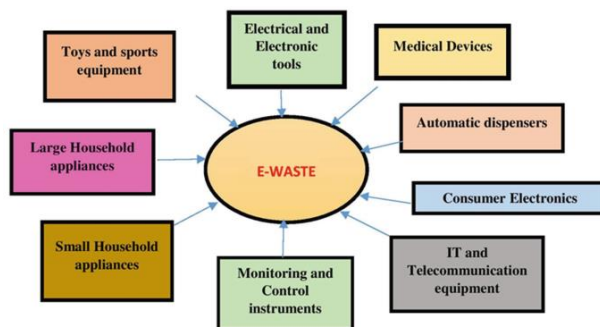 Electrical and
Electronic
tools
Medical Devices
Toys and sports
equipment
Automatic dispensers
Large Household
appliances
E-WASTE
Consumer Electronics
Small Household
appliances
IT and
Telecommunication
equipment
Monitoring and
Control
instruments